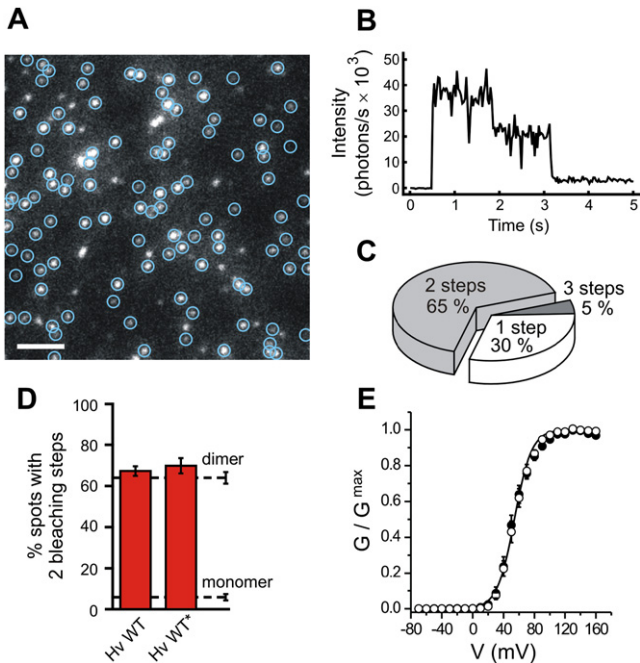 A
B
Intensity
(photons/s × 10³)
50
40
30
20
10
0
0 1 2 3 4 5
Time (s)
C
2 steps
65 %
3 steps
5 %
1 step
30 %
D
% spots with
2 bleaching steps
100
80
60
40
20
0
dimer
monomer
Hv WT
Hv WT*
E
G / G max
1.0
0.8
0.6
0.4
0.2
0.0
-80 -40 0 40 80 120 160
V (mV)